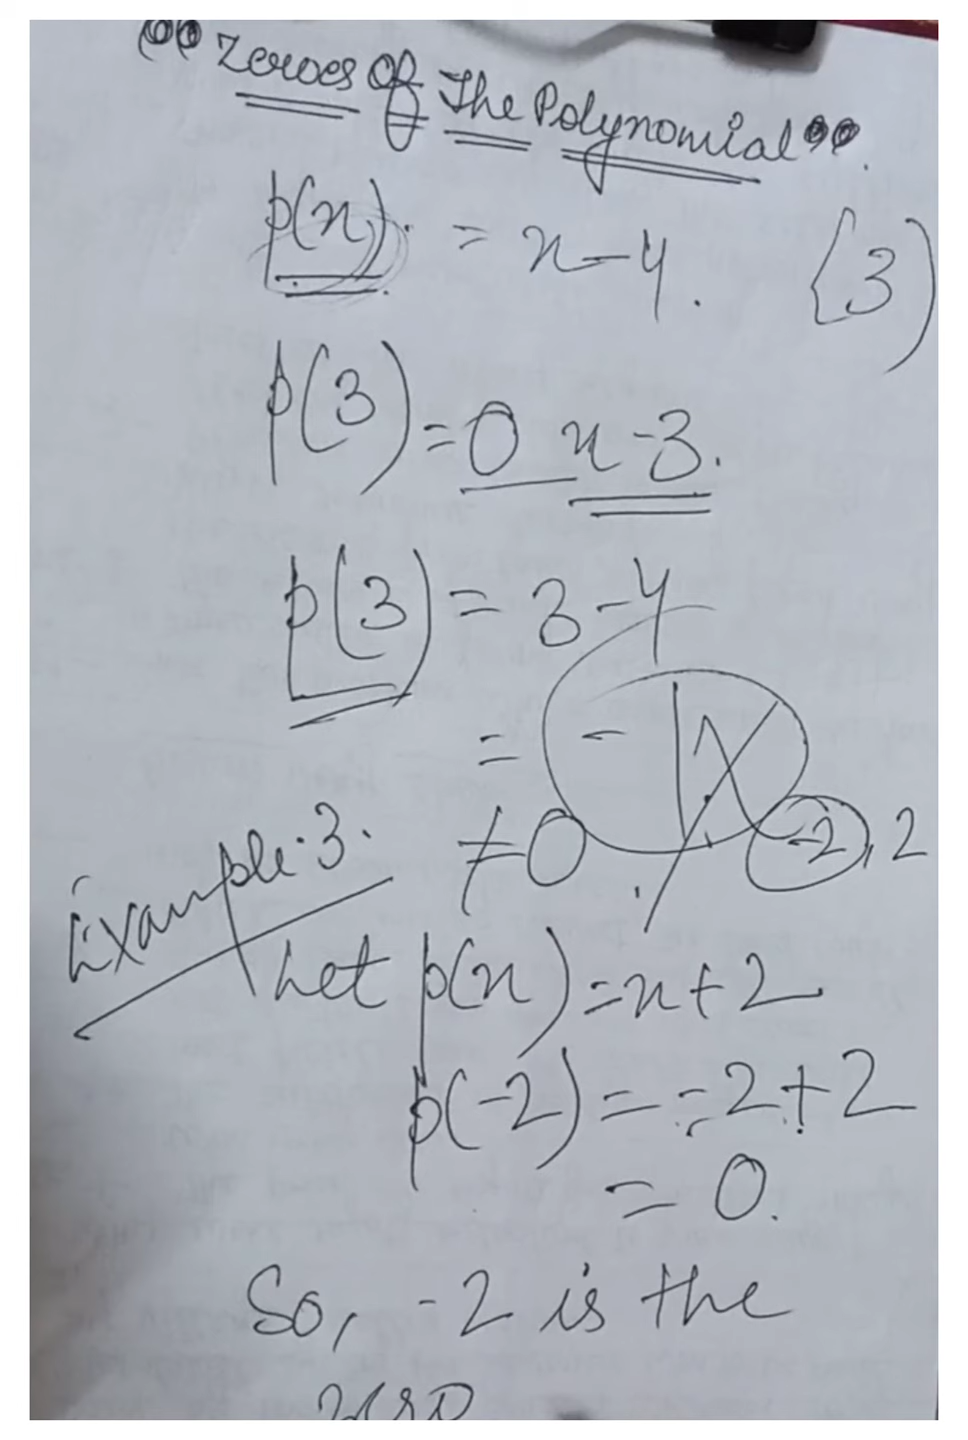 Zeroes Of The Polynomial
p(x) = x-4. (3)
p(3) = 0 x-3.
p(3) = 3-4
= -1
≠0 -2, 2
Example.3.
Let p(x) = x+2
p(-2) = -2+2
= 0.
So, -2 is the
zero